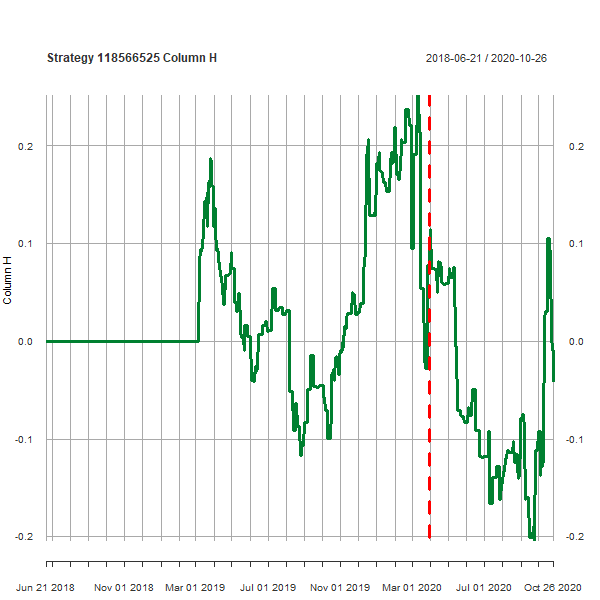 Strategy 118566525 Column H
2018-06-21 / 2020-10-26
0.2 0.2
0.1 0.1
0.0 0.0
-0.1 -0.1
-0.2 -0.2
Column H
Jun 21 2018 Nov 01 2018 Mar 01 2019 Jul 01 2019 Nov 01 2019 Mar 01 2020 Jul 01 2020 Oct 26 2020